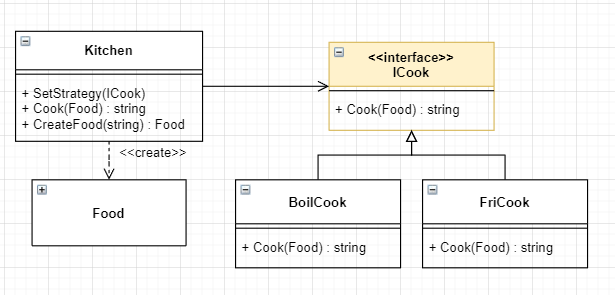 Kitchen
+ SetStrategy(ICook)
+ Cook(Food) : string
+ CreateFood(string) : Food
<<interface>>
ICook
+ Cook(Food) : string
<<create>>
Food
BoilCook
+ Cook(Food) : string
FriCook
+ Cook(Food) : string